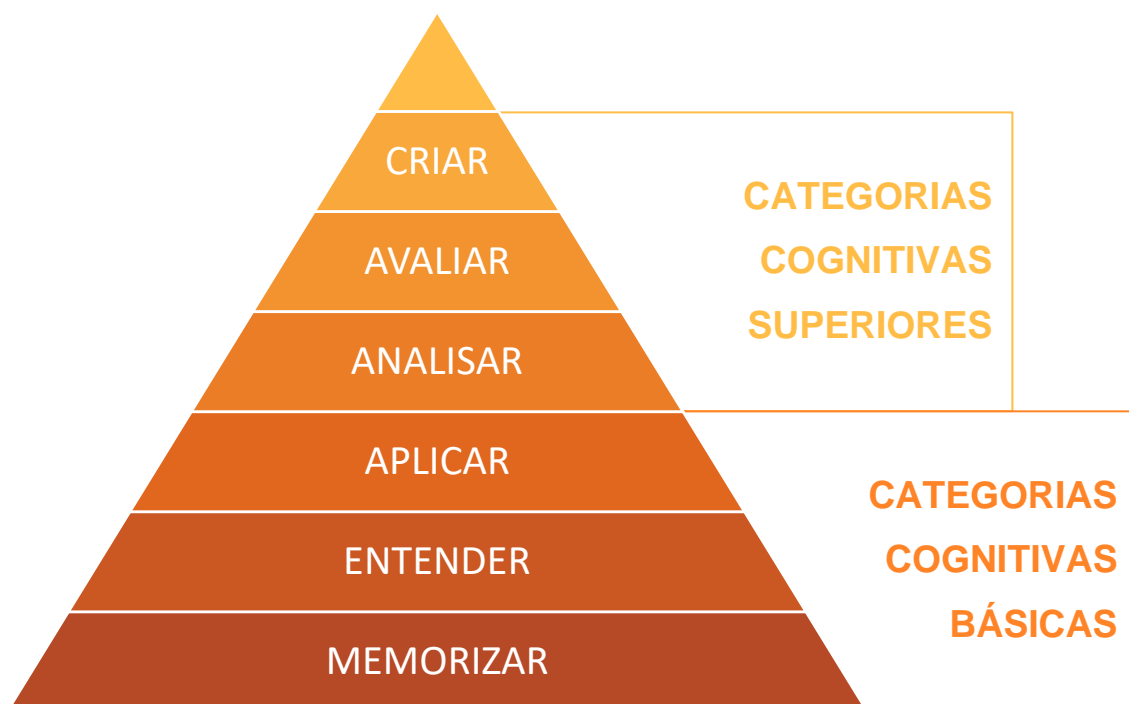 CRIAR
AVALIAR
ANALISAR
APLICAR
ENTENDER
MEMORIZAR
CATEGORIAS
COGNITIVAS
SUPERIORES
CATEGORIAS
COGNITIVAS
BÁSICAS